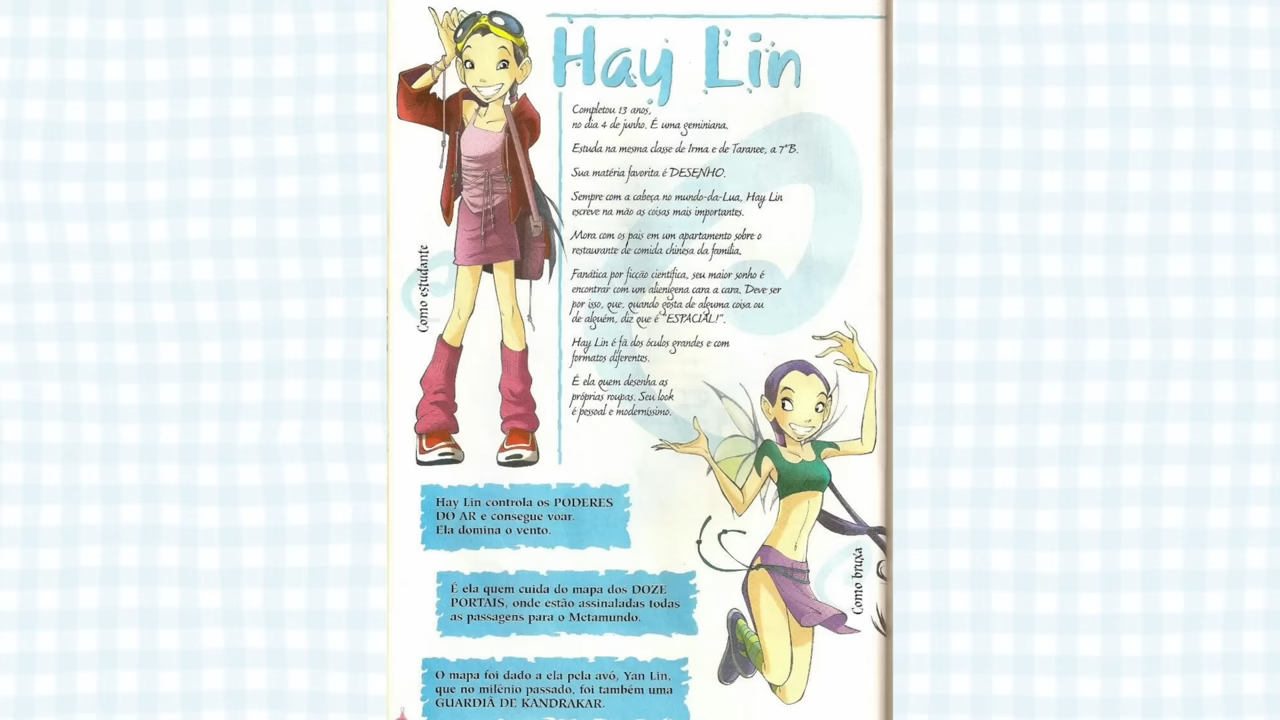 Hay Lin
Completou 13 anos,
no dia 4 de junho. É uma geminiana.
Estuda na mesma classe de Irma e de Taranee, a 7ªB.
Sua matéria favorita é DESENHO.
Sempre com a cabeça no mundo-da-Lua, Hay Lin
escreve na mão as coisas mais importantes.
Mora com os pais em um apartamento sobre o
restaurante de comida chinesa da família.
Fanática por ficção científica, seu maior sonho é
encontrar com um alienígena cara a cara. Deve ser
por isso, que, quando gosta de alguma coisa ou
de alguém, diz que é "ESPACIAL!".
Hay Lin é fã dos óculos grandes e com
formatos diferentes.
É ela quem desenha as
próprias roupas. Seu look
é pessoal e moderníssimo.
Como estudante
Hay Lin controla os PODERES
DO AR e consegue voar.
Ela domina o vento.
É ela quem cuida do mapa dos DOZE
PORTAIS, onde estão assinaladas todas
as passagens para o Metamundo.
Como bruxa
O mapa foi dado a ela pela avó, Yan Lin,
que no milênio passado, foi também uma
GUARDIÃ DE KANDRAKAR.